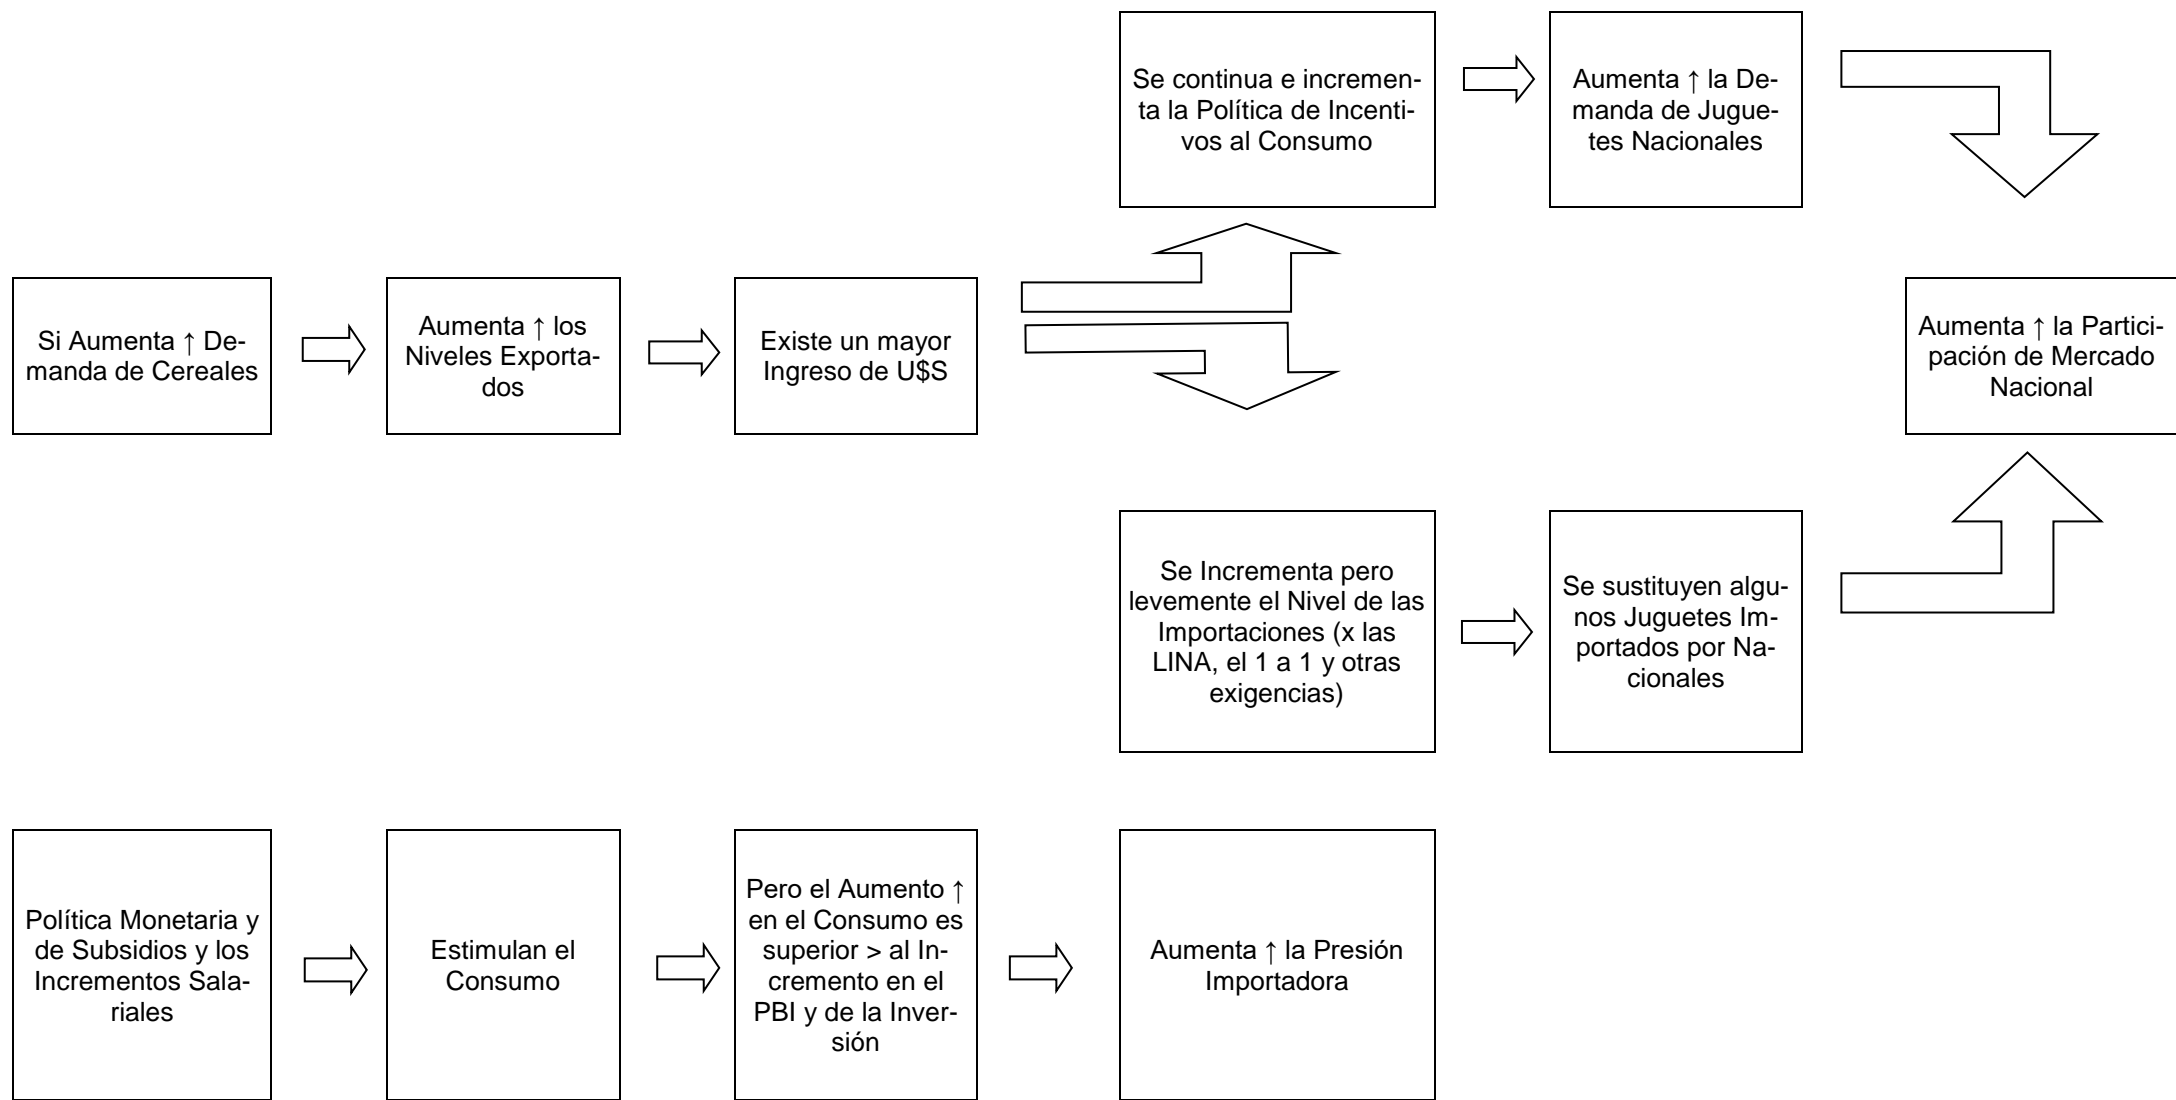 Se continua e incremen-
ta la Política de Incenti-
vos al Consumo
Aumenta ↑ la De-
manda de Jugue-
tes Nacionales
Si Aumenta ↑ De-
manda de Cereales
Aumenta ↑ los
Niveles Exporta-
dos
Existe un mayor
Ingreso de U$S
Aumenta ↑ la Partici-
pación de Mercado
Nacional
Se Incrementa pero
levemente el Nivel de las
Importaciones (x las
LINA, el 1 a 1 y otras
exigencias)
Se sustituyen algu-
nos Juguetes Im-
portados por Na-
cionales
Política Monetaria y
de Subsidios y los
Incrementos Sala-
riales
Estimulan el
Consumo
Pero el Aumento ↑
en el Consumo es
superior > al In-
cremento en el
PBI y de la Inver-
sión
Aumenta ↑ la Presión
Importadora